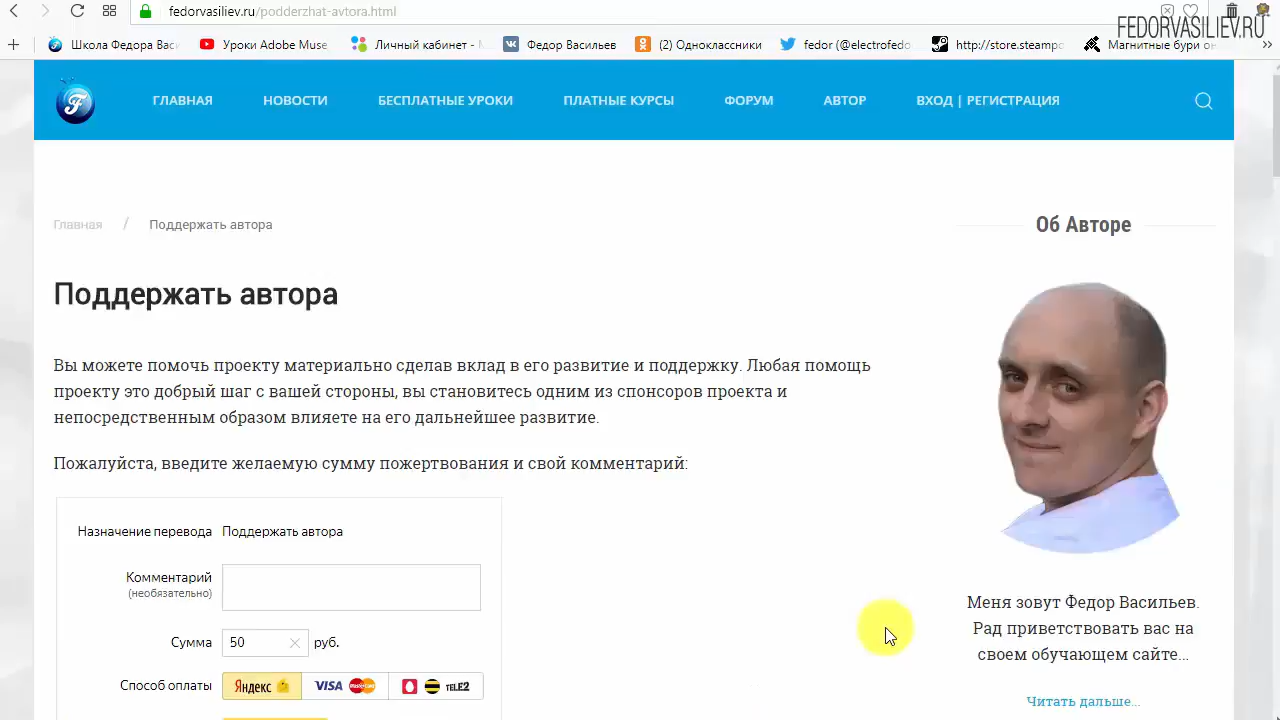 fedorvasiliev.ru/podderzhat-avtora.html
FEDORVASILIEV.RU
Школа Федора Васи
Уроки Adobe Muse
Личный кабинет - М
Федор Васильев
(2) Одноклассники
fedor (@electrofedo
http://store.steampo
Магнитные бури он
ГЛАВНАЯ
НОВОСТИ
БЕСПЛАТНЫЕ УРОКИ
ПЛАТНЫЕ КУРСЫ
ФОРУМ
АВТОР
ВХОД | РЕГИСТРАЦИЯ
Главная / Поддержать автора
Поддержать автора
Вы можете помочь проекту материально сделав вклад в его развитие и поддержку. Любая помощь
проекту это добрый шаг с вашей стороны, вы становитесь одним из спонсоров проекта и
непосредственным образом влияете на его дальнейшее развитие.
Пожалуйста, введите желаемую сумму пожертвования и свой комментарий:
Назначение перевода Поддержать автора
Комментарий
(необязательно)
Сумма 50 руб.
Способ оплаты Яндекс VISA MasterCard TELE2
Об Авторе
Меня зовут Федор Васильев.
Рад приветствовать вас на
своем обучающем сайте...
Читать дальше...